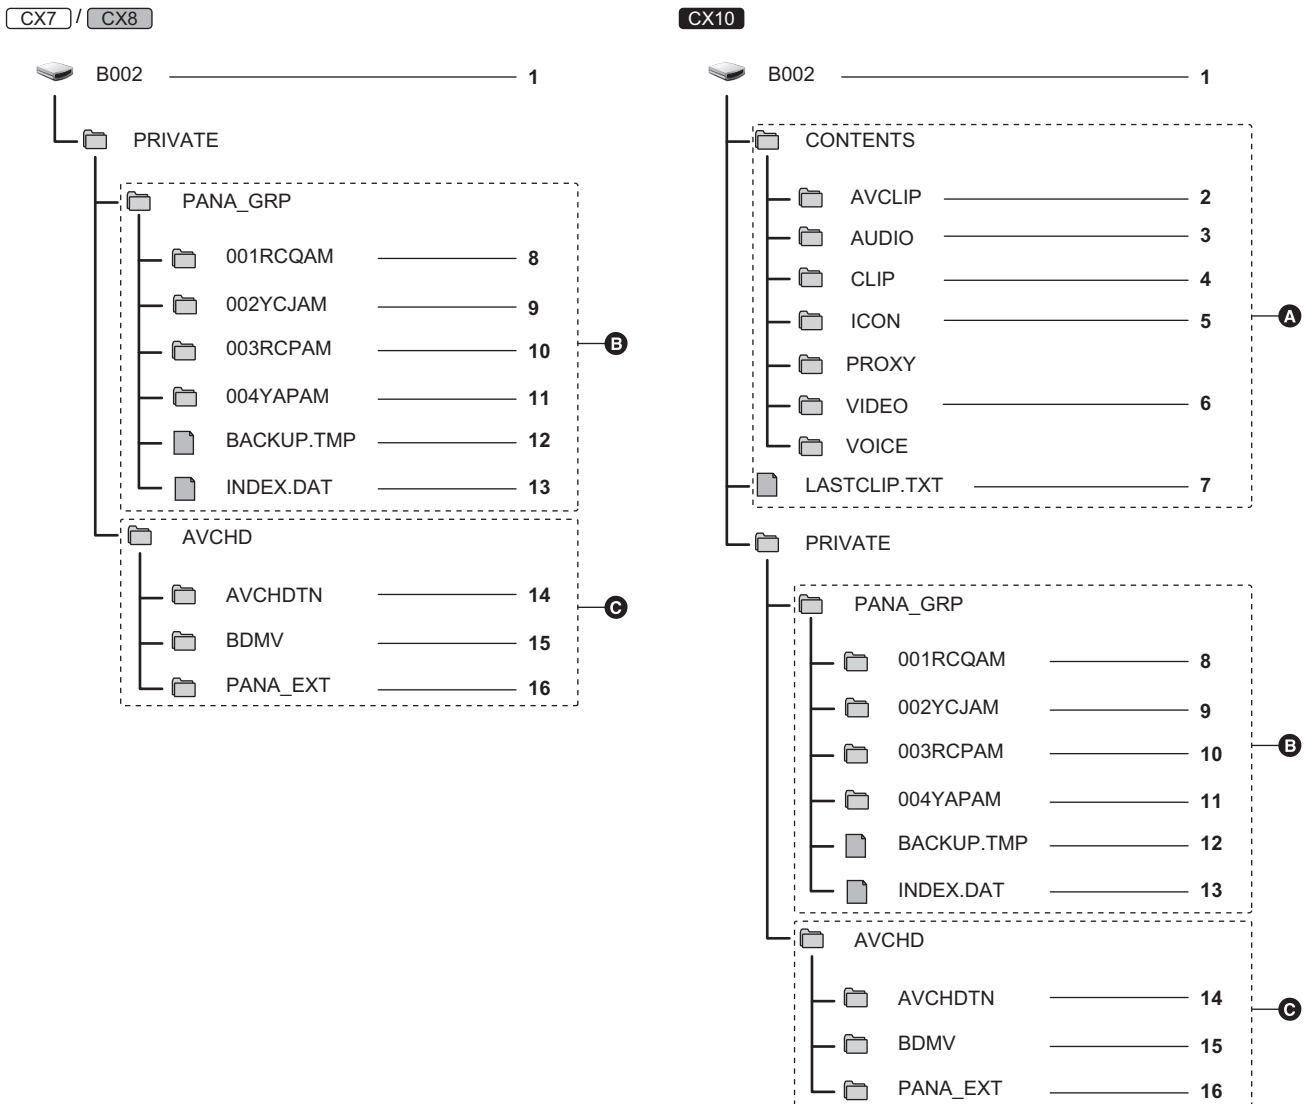 CX7 / CX8
B002 1
PRIVATE
PANA_GRP
001RCQAM 8
002YCJAM 9
003RCPAM 10
004YAPAM 11
BACKUP.TMP 12
INDEX.DAT 13
B
AVCHD
AVCHDTN 14
BDMV 15
PANA_EXT 16
C
CX10
B002 1
CONTENTS
AVCLIP 2
AUDIO 3
CLIP 4
ICON 5
PROXY
VIDEO 6
VOICE
LASTCLIP.TXT 7
A
PRIVATE
PANA_GRP
001RCQAM 8
002YCJAM 9
003RCPAM 10
004YAPAM 11
BACKUP.TMP 12
INDEX.DAT 13
B
AVCHD
AVCHDTN 14
BDMV 15
PANA_EXT 16
C